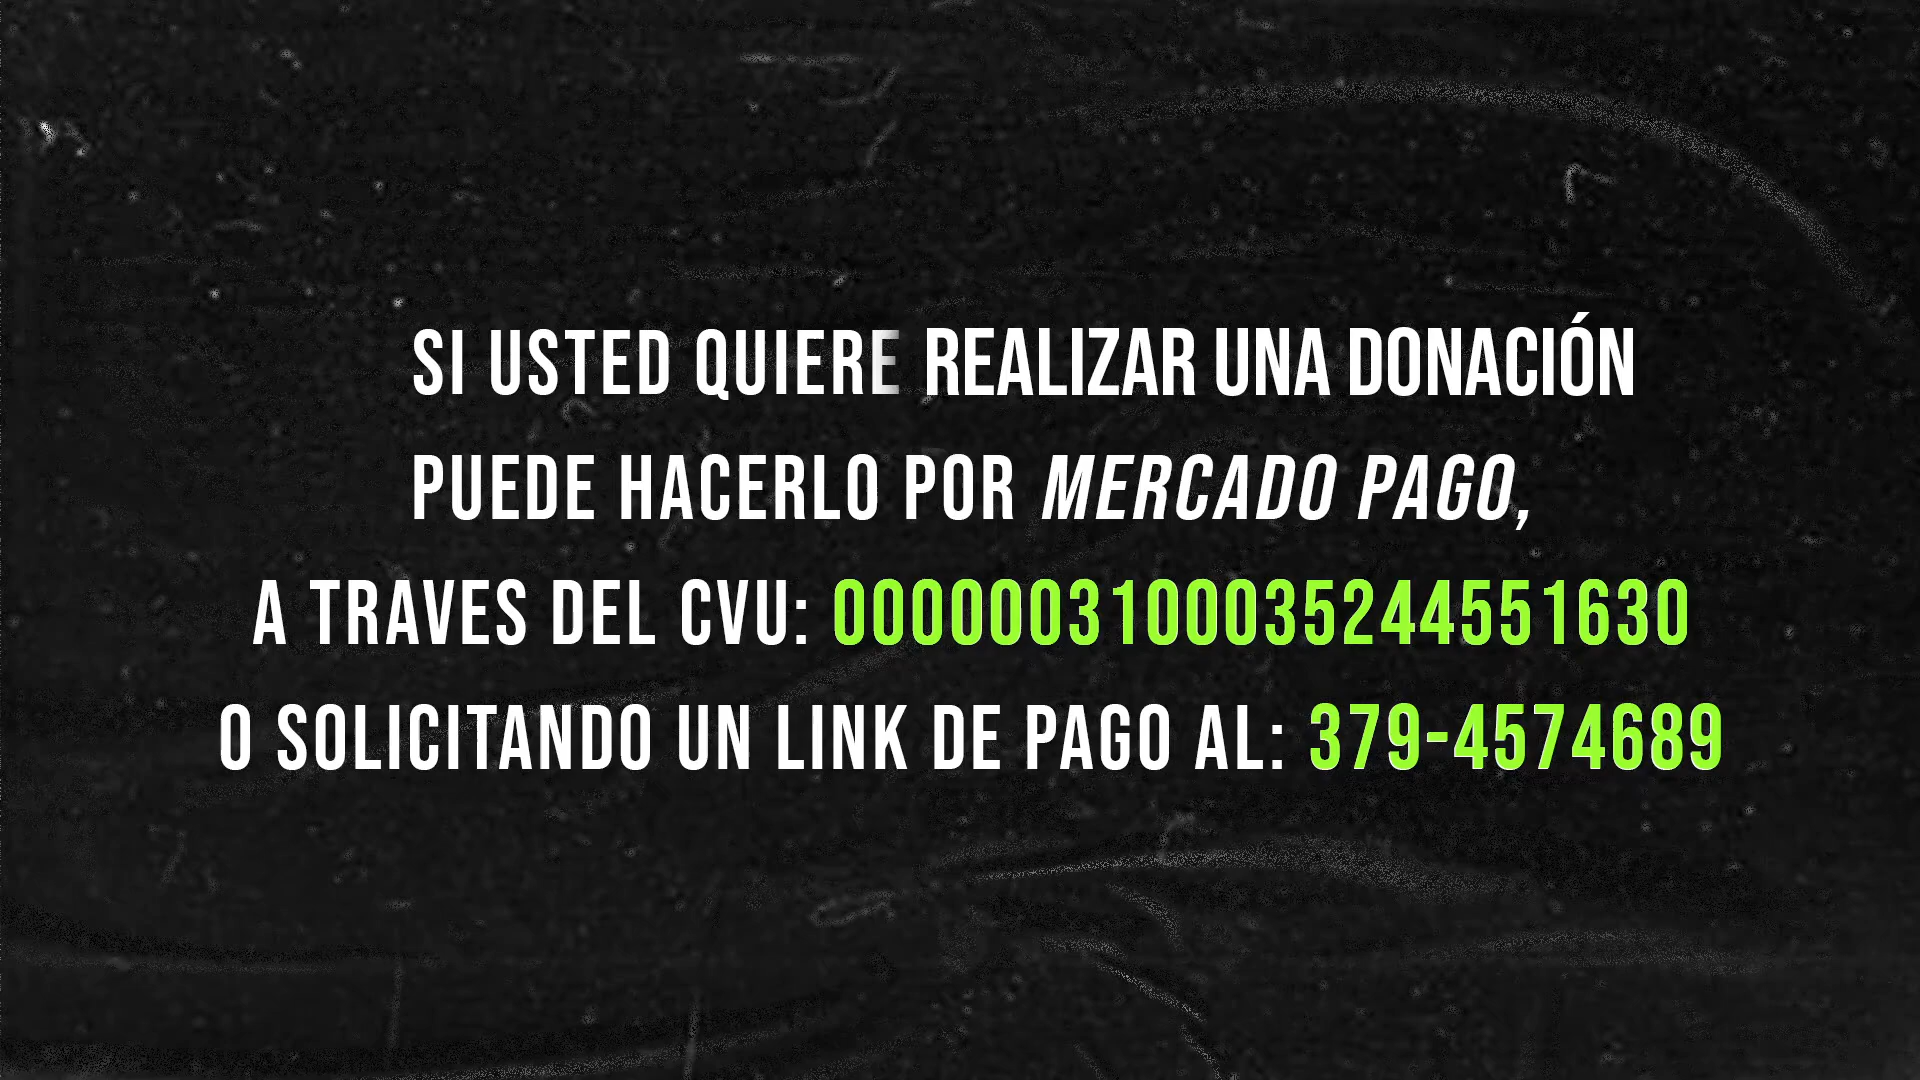 SI USTED QUIERE REALIZAR UNA DONACIÓN
PUEDE HACERLO POR MERCADO PAGO,
A TRAVES DEL CVU: 0000003100035244551630
O SOLICITANDO UN LINK DE PAGO AL: 379-4574689